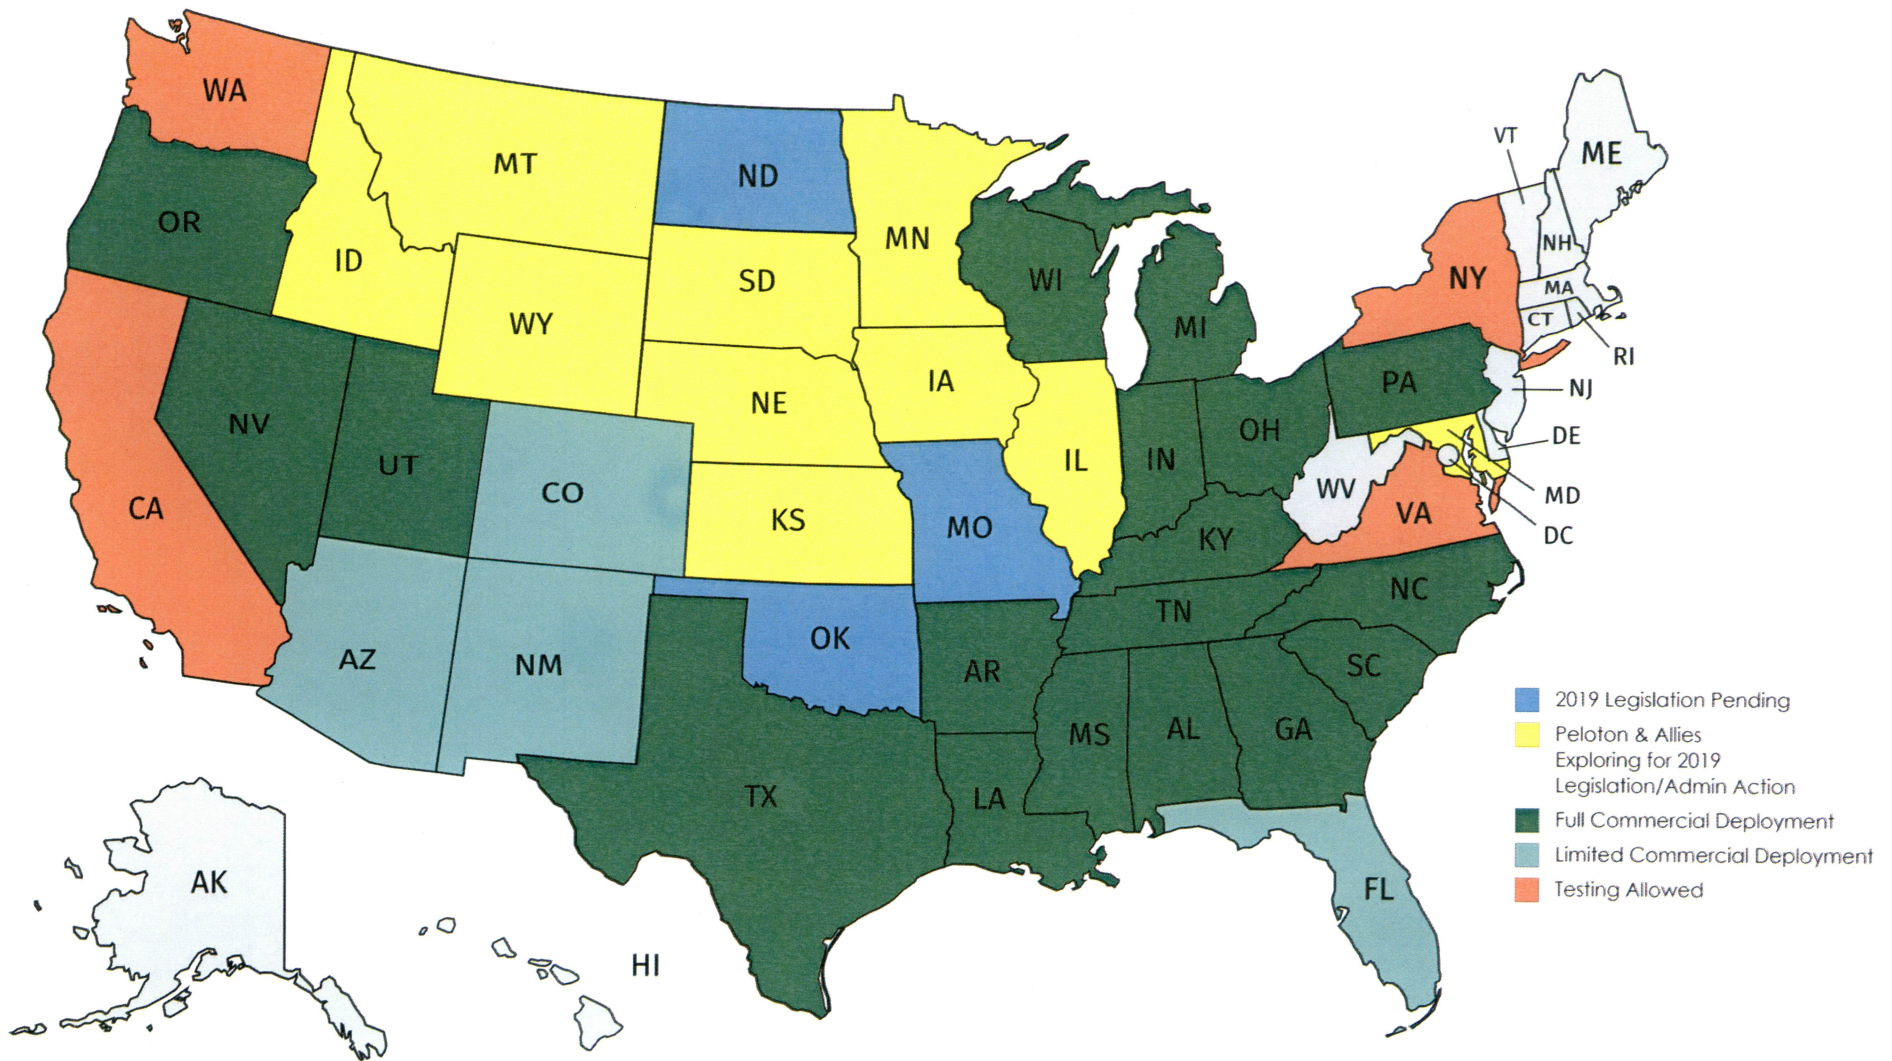 WA
MT
ND
VT
ME
OR
MN
NH
ID
SD
WI
NY
MA
WY
MI
CT
RI
IA
PA
NJ
NE
NV
OH
DE
UT
IL
IN
CO
WV
MD
CA
KS
MO
VA
DC
KY
NC
TN
OK
AZ
NM
AR
SC
MS
AL
GA
TX
LA
AK
FL
HI
2019 Legislation Pending
Peloton & Allies
Exploring for 2019
Legislation/Admin Action
Full Commercial Deployment
Limited Commercial Deployment
Testing Allowed